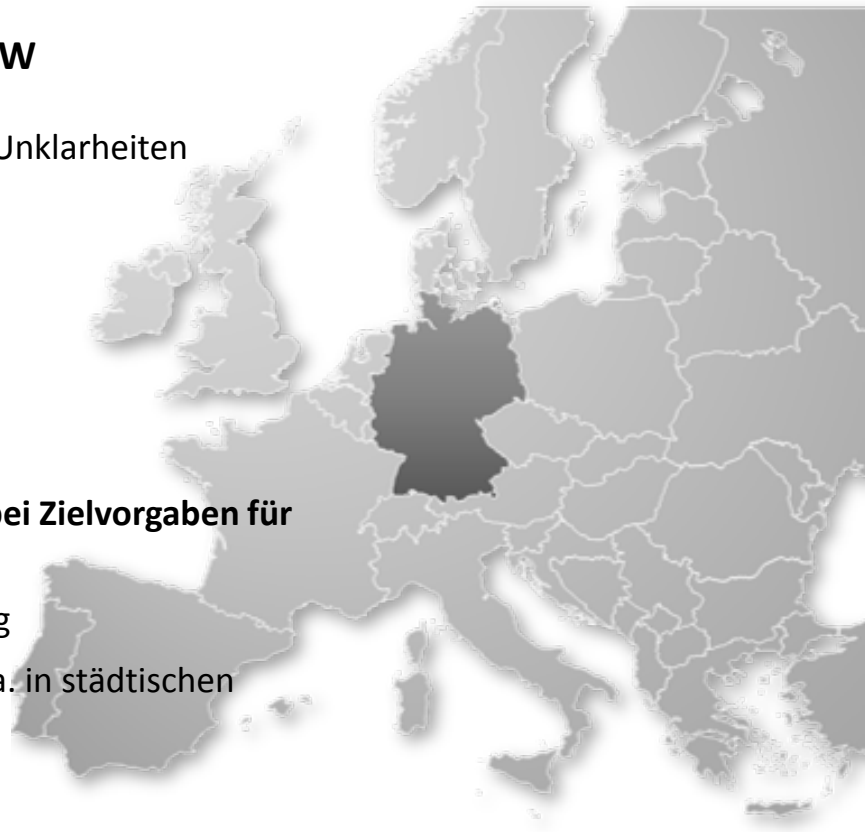 w
Unklarheiten
bei Zielvorgaben für
g
a. in städtischen